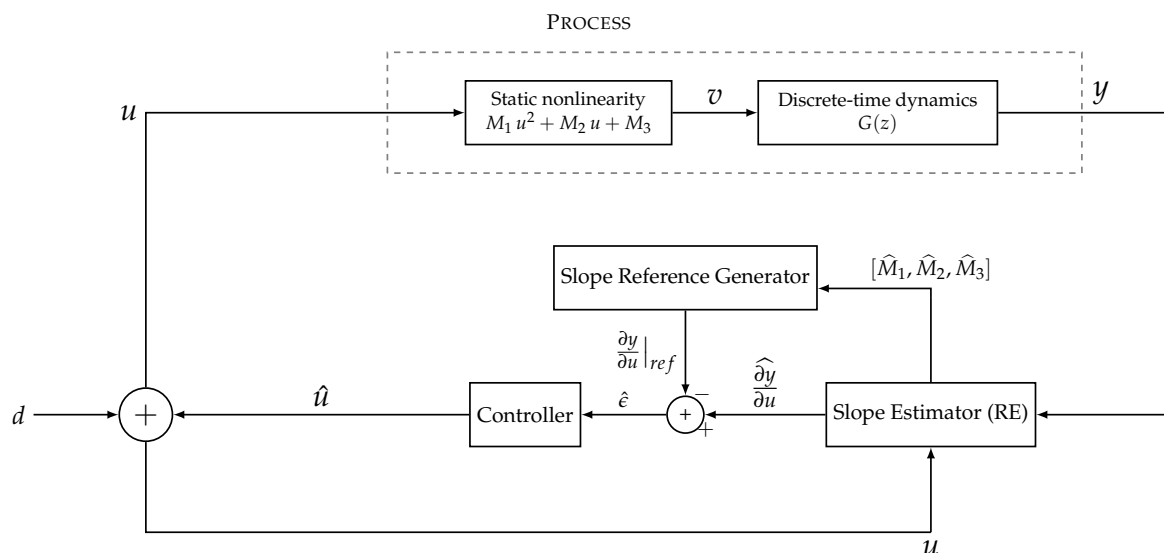 PROCESS
u
Static nonlinearity
M₁ u² + M₂ u + M₃
v
Discrete-time dynamics
G(z)
y
Slope Reference Generator
[M̂₁, M̂₂, M̂₃]
∂y/∂u|ref
−
d
+
û
Controller
ε̂
+
+
∂y/∂u^
Slope Estimator (RE)
u